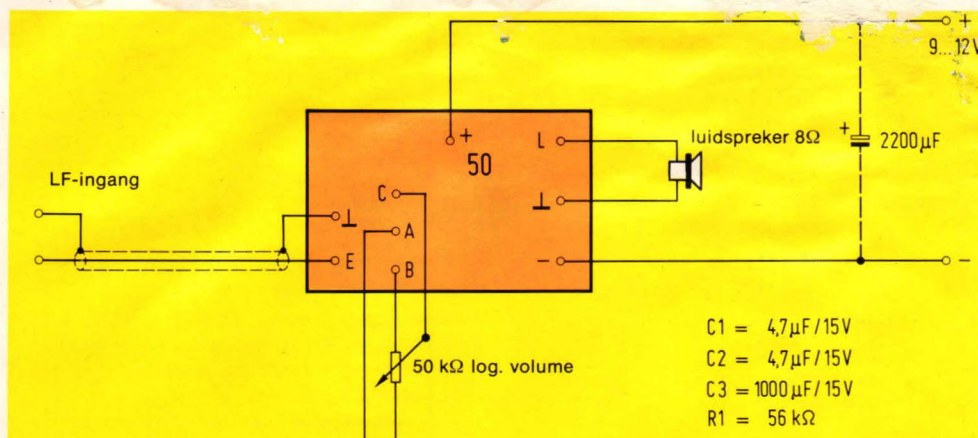 +
9...12V
+
50
L
luidspreker 8Ω
+
2200µF
LF-ingang
C
⊥
A
⊥
E
B
−
−
C1 = 4,7µF/15V
C2 = 4,7µF/15V
50 kΩ log. volume
C3 = 1000µF/15V
R1 = 56 kΩ